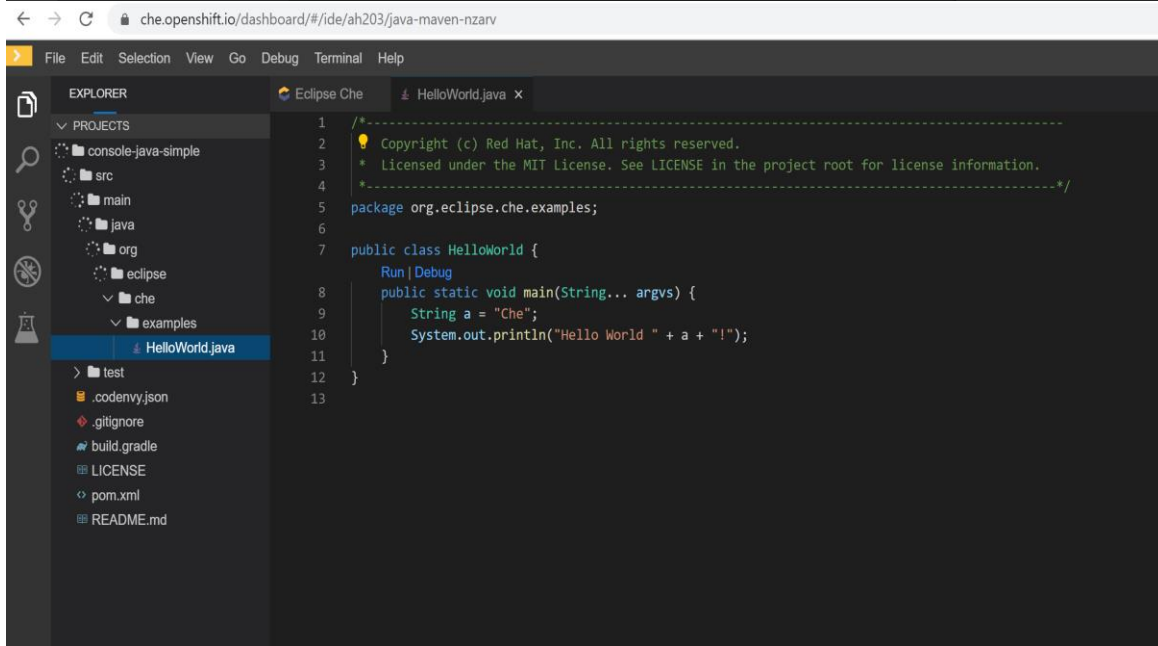 che.openshift.io/dashboard/#/ide/ah203/java-maven-nzarv
File Edit Selection View Go Debug Terminal Help
EXPLORER
PROJECTS
console-java-simple
src
main
java
org
eclipse
che
examples
HelloWorld.java
test
.codenvy.json
.gitignore
build.gradle
LICENSE
pom.xml
README.md
Eclipse Che HelloWorld.java ×
1 /*---------------------------------------------------------------------------------------------
2 Copyright (c) Red Hat, Inc. All rights reserved.
3 * Licensed under the MIT License. See LICENSE in the project root for license information.
4 *--------------------------------------------------------------------------------------------*/
5 package org.eclipse.che.examples;
6
7 public class HelloWorld {
Run | Debug
8 public static void main(String... argvs) {
9 String a = "Che";
10 System.out.println("Hello World " + a + "!");
11 }
12 }
13